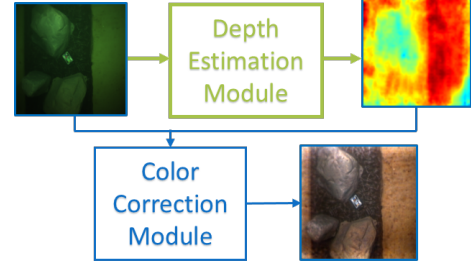 Depth
Estimation
Module
Color
Correction
Module